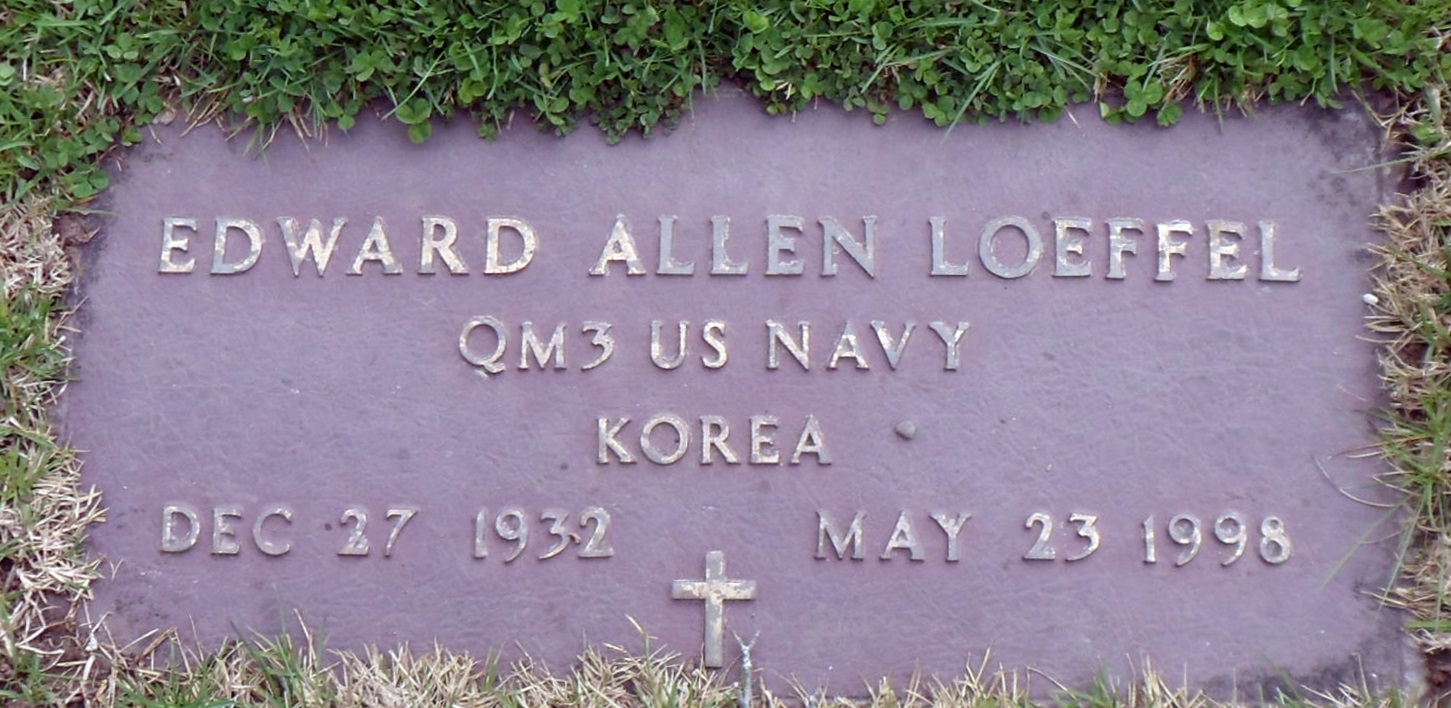 EDWARD ALLEN LOEFFEL
QM3 US NAVY
KOREA
DEC 27 1932 MAY 23 1998